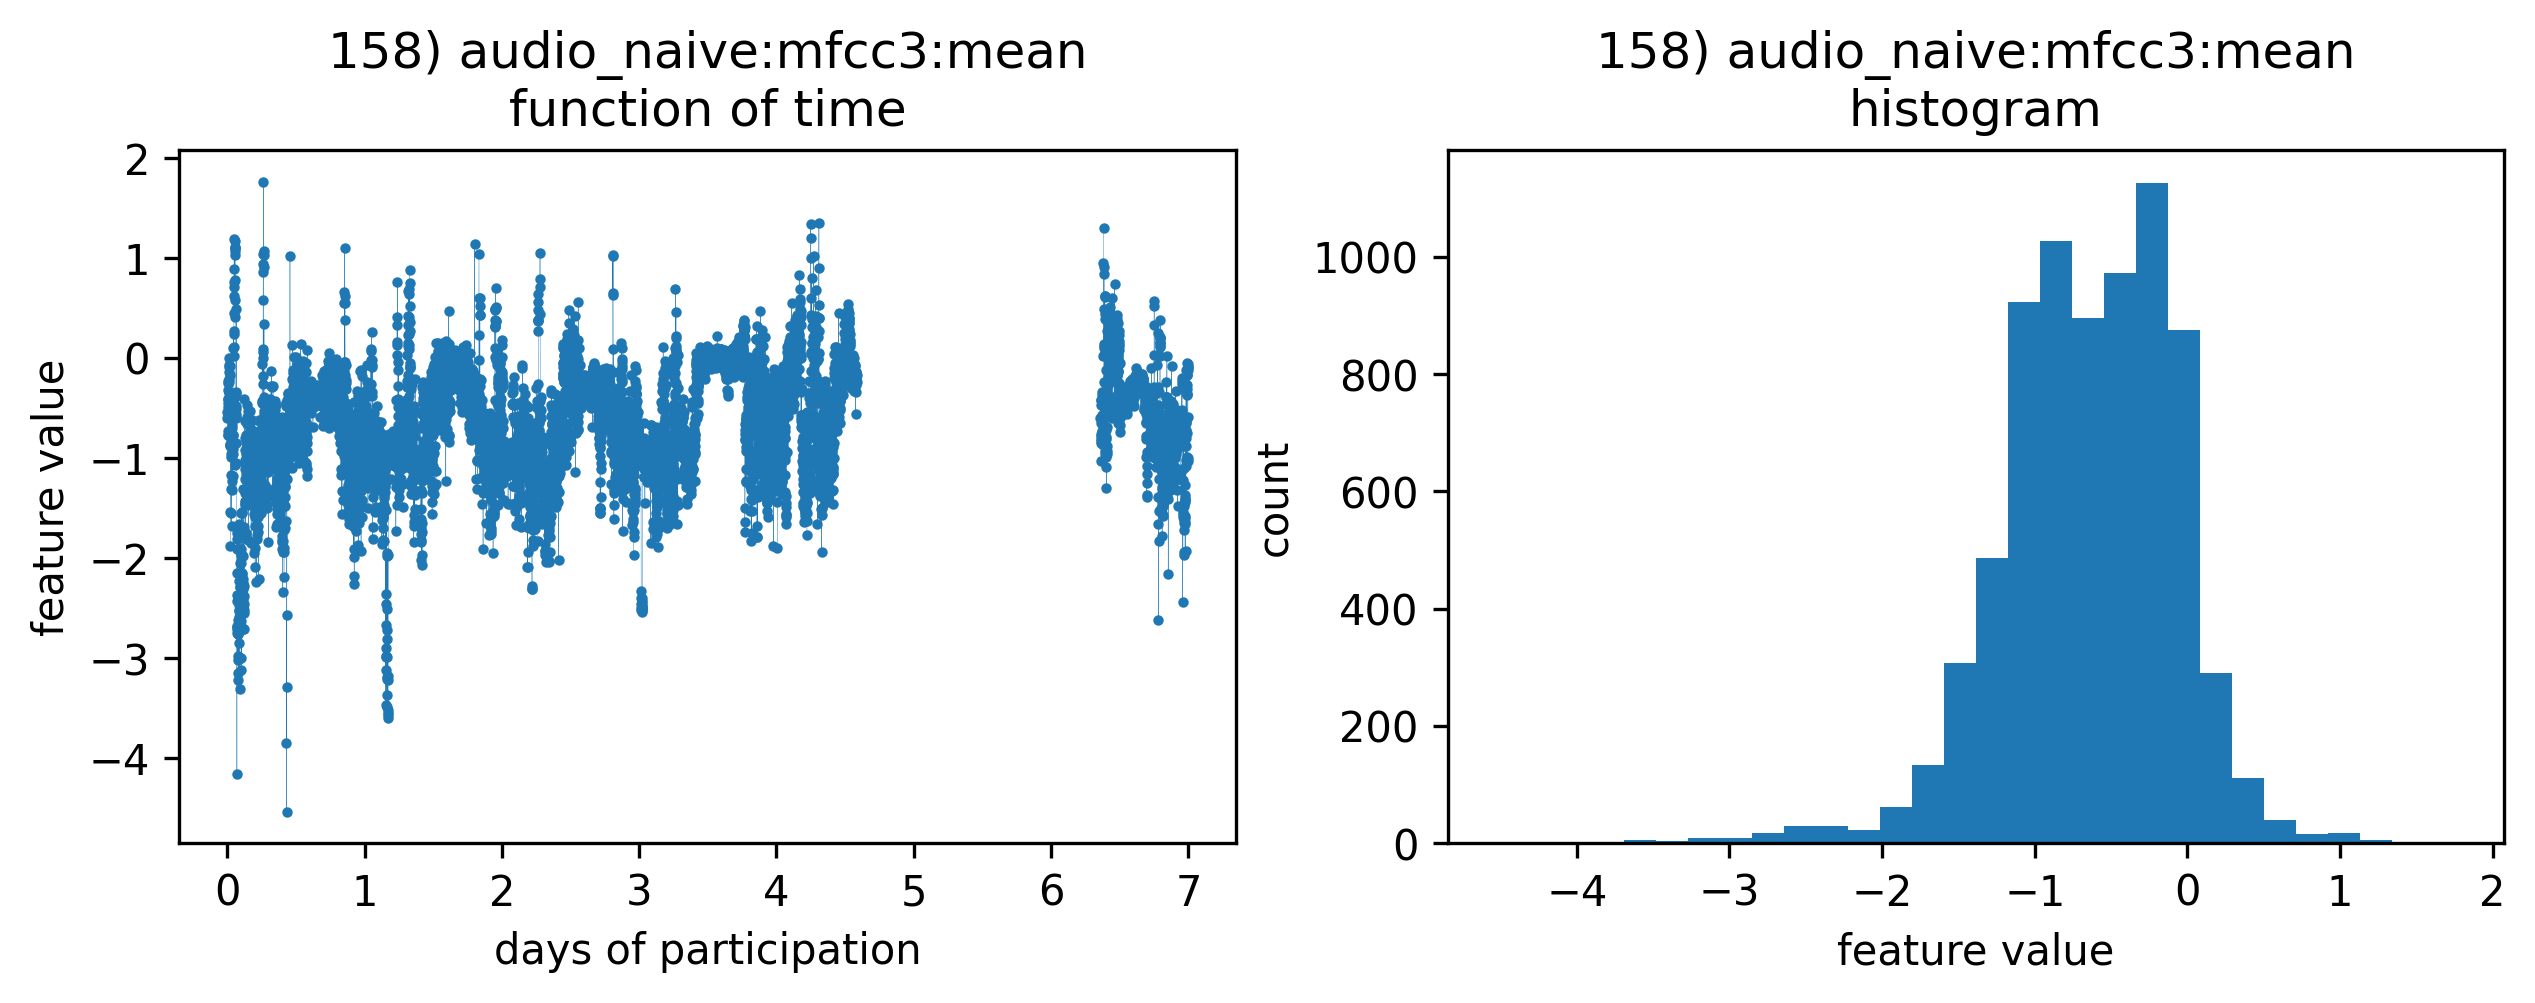 158) audio_naive:mfcc3:mean
function of time
2
1
0
−1
−2
−3
−4
feature value
0 1 2 3 4 5 6 7
days of participation
158) audio_naive:mfcc3:mean
histogram
1000
800
600
400
200
0
count
−4 −3 −2 −1 0 1 2
feature value